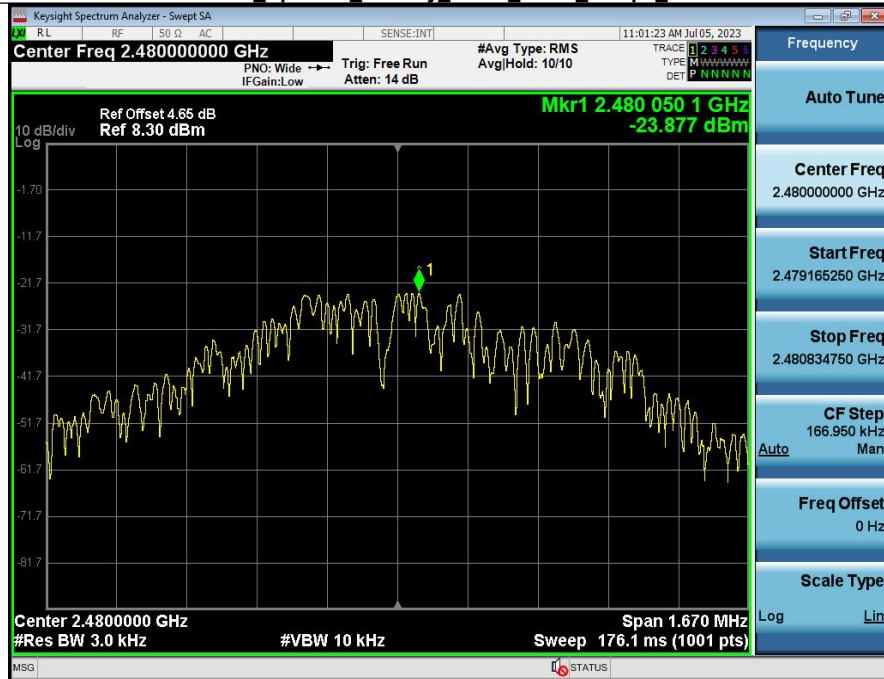 Keysight Spectrum Analyzer - Swept SA
LXI RL RF 50 Ω AC SENSE:INT 11:01:23 AM Jul 05, 2023
Center Freq 2.480000000 GHz
PNO: Wide
IFGain:Low
Trig: Free Run
Atten: 14 dB
#Avg Type: RMS
Avg|Hold: 10/10
TRACE 1 2 3 4 5 6
TYPE M WWWWW
DET P N N N N N
Ref Offset 4.65 dB
10 dB/div Ref 8.30 dBm
Log
Mkr1 2.480 050 1 GHz
-23.877 dBm
1
-1.70
-11.7
-21.7
-31.7
-41.7
-51.7
-61.7
-71.7
-81.7
Center 2.4800000 GHz Span 1.670 MHz
#Res BW 3.0 kHz #VBW 10 kHz Sweep 176.1 ms (1001 pts)
MSG STATUS
Frequency
Auto Tune
Center Freq
2.480000000 GHz
Start Freq
2.479165250 GHz
Stop Freq
2.480834750 GHz
CF Step
166.950 kHz
Auto Man
Freq Offset
0 Hz
Scale Type
Log Lin